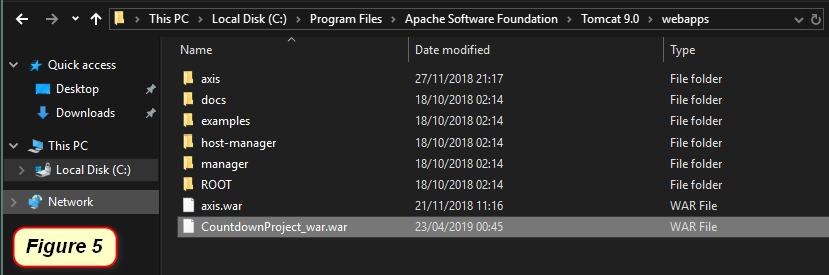 This PC > Local Disk (C:) > Program Files > Apache Software Foundation > Tomcat 9.0 > webapps
Name Date modified Type
Quick access
Desktop
Downloads
This PC
Local Disk (C:)
Network
axis 27/11/2018 21:17 File folder
docs 18/10/2018 02:14 File folder
examples 18/10/2018 02:14 File folder
host-manager 18/10/2018 02:14 File folder
manager 18/10/2018 02:14 File folder
ROOT 18/10/2018 02:14 File folder
axis.war 21/11/2018 11:16 WAR File
CountdownProject_war.war 23/04/2019 00:45 WAR File
Figure 5